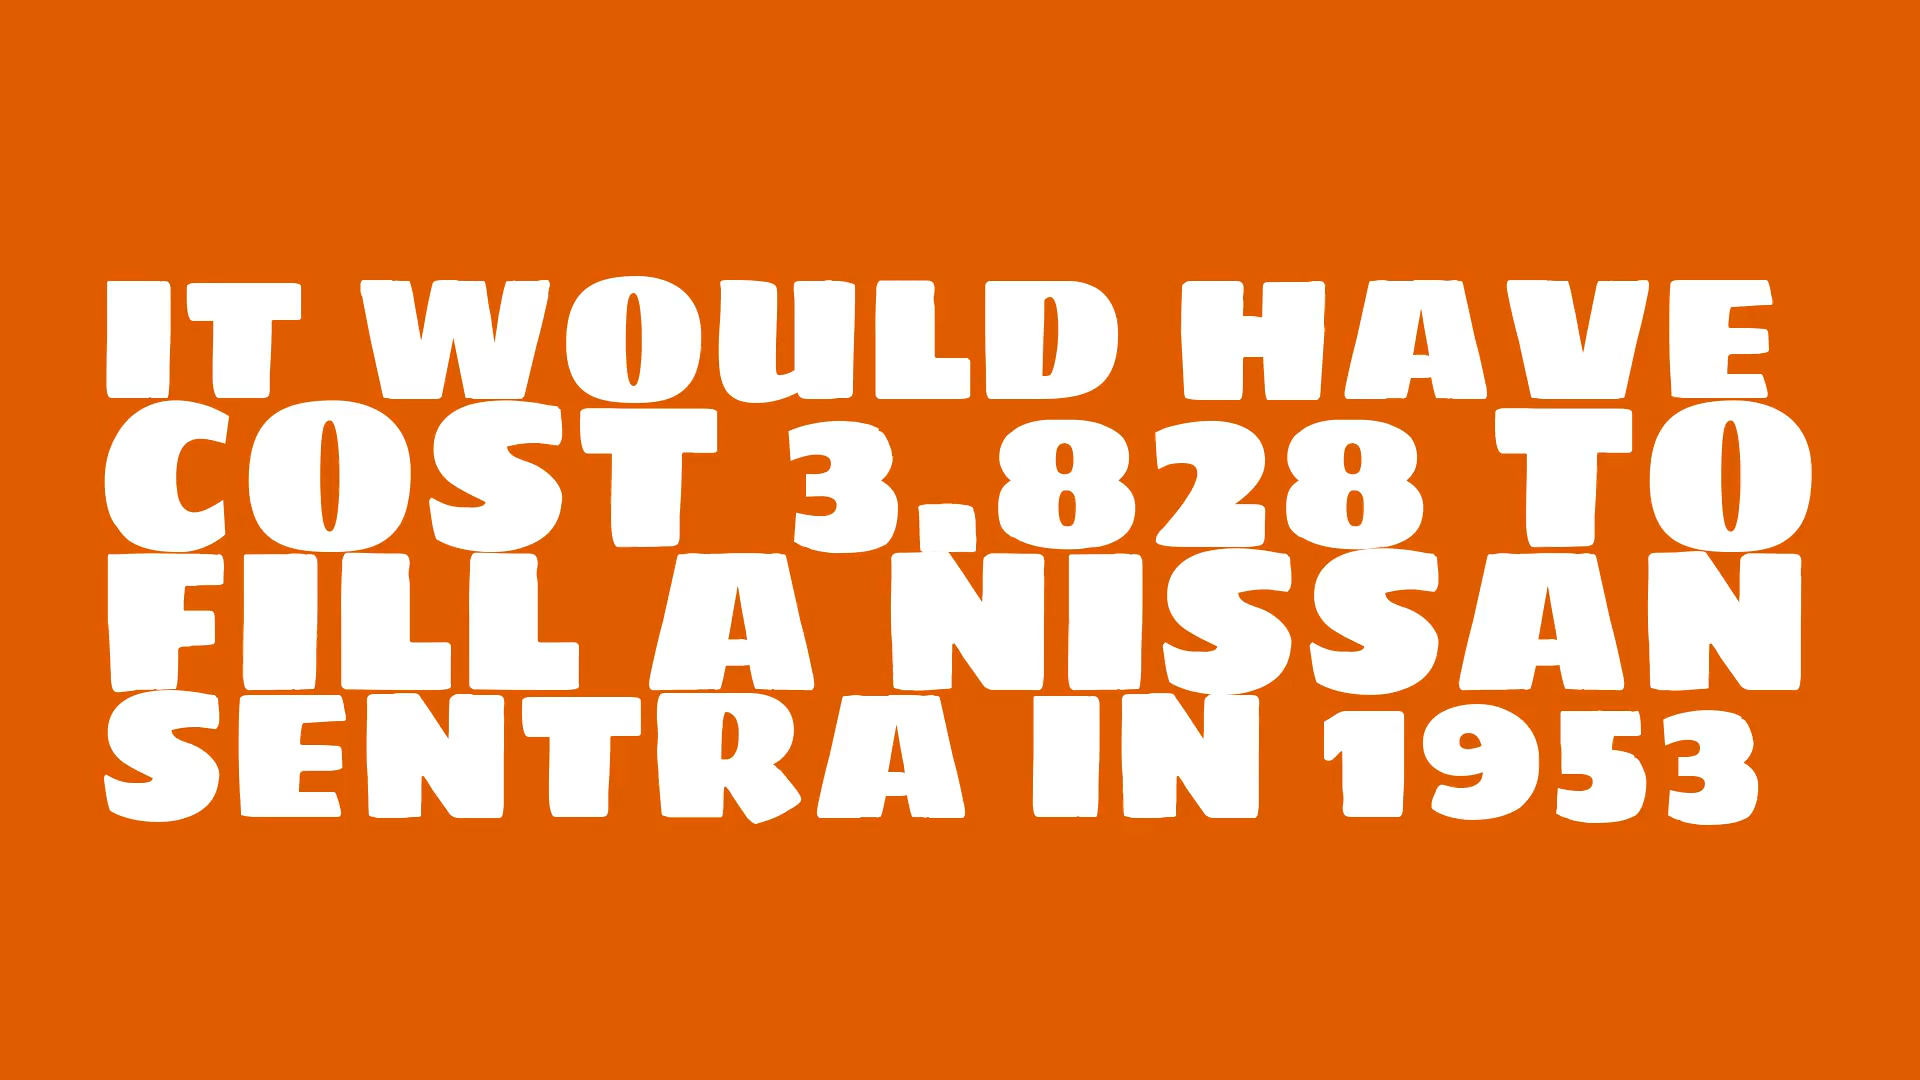 IT WOULD HAVE
COST 3.828 TO
FILL A NISSAN
SENTRA IN 1953